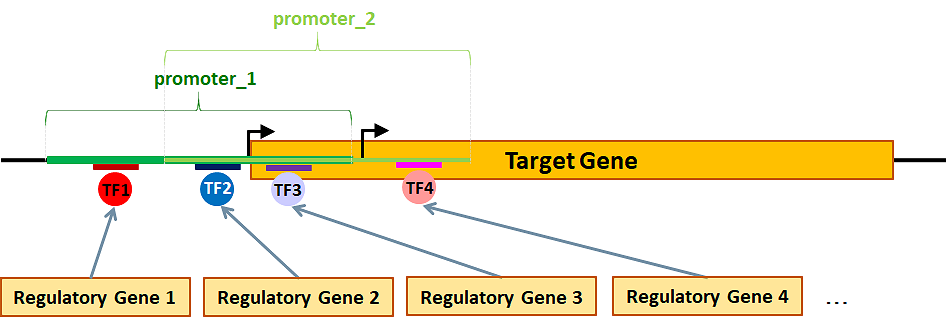 promoter_2
promoter_1
Target Gene
TF1
TF2
TF3
TF4
Regulatory Gene 1
Regulatory Gene 2
Regulatory Gene 3
Regulatory Gene 4
...